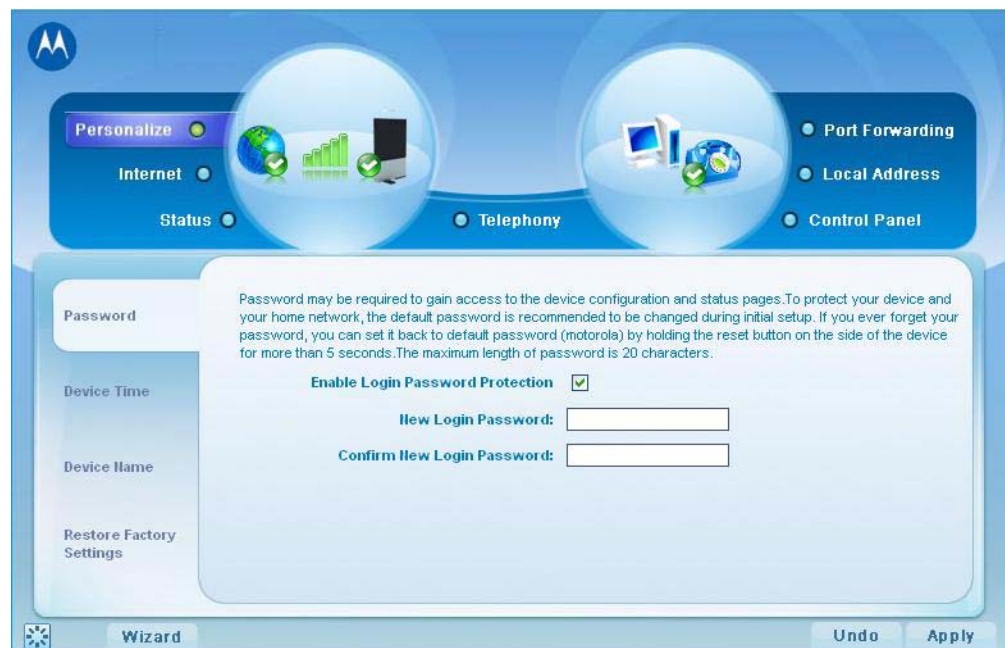 Personalize
Internet
Status
Telephony
Port Forwarding
Local Address
Control Panel
Password
Device Time
Device Name
Restore Factory
Settings
Password may be required to gain access to the device configuration and status pages.To protect your device and
your home network, the default password is recommended to be changed during initial setup. If you ever forget your
password, you can set it back to default password (motorola) by holding the reset button on the side of the device
for more than 5 seconds.The maximum length of password is 20 characters.
Enable Login Password Protection
New Login Password:
Confirm New Login Password:
Wizard
Undo
Apply